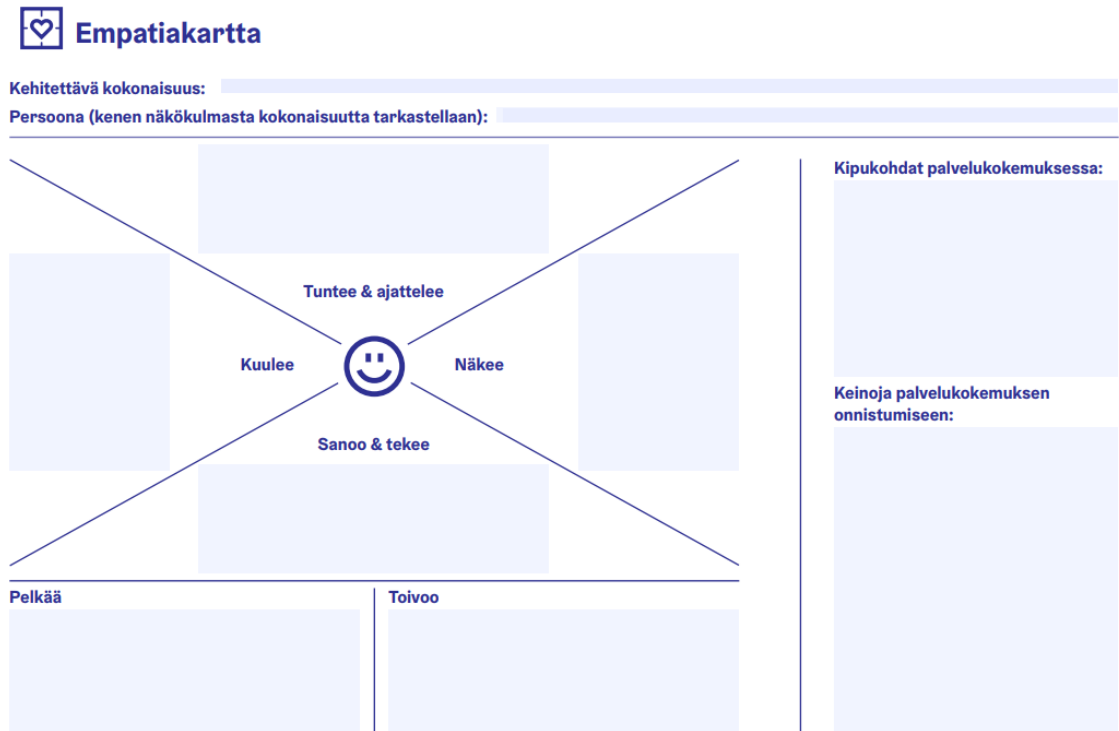 Empatiakartta
Kehitettävä kokonaisuus:
Persoona (kenen näkökulmasta kokonaisuutta tarkastellaan):
Tuntee & ajattelee
Kuulee
Näkee
Sanoo & tekee
Pelkää
Toivoo
Kipukohdat palvelukokemuksessa:
Keinoja palvelukokemuksen
onnistumiseen: